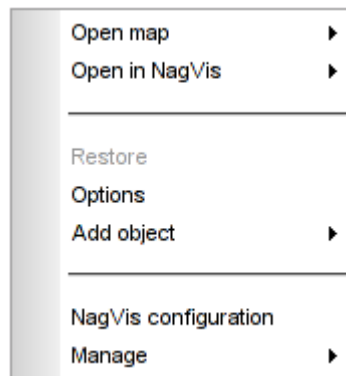 Open map
Open in NagVis
Restore
Options
Add object
NagVis configuration
Manage